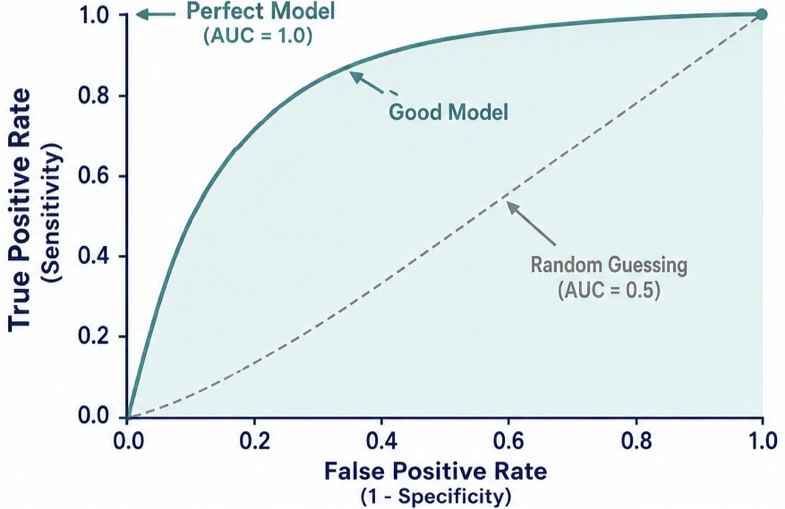 Perfect Model
(AUC = 1.0)
Good Model
Random Guessing
(AUC = 0.5)
True Positive Rate
(Sensitivity)
1.0
0.8
0.6
0.4
0.2
0.0
0.0 0.2 0.4 0.6 0.8 1.0
False Positive Rate
(1 - Specificity)